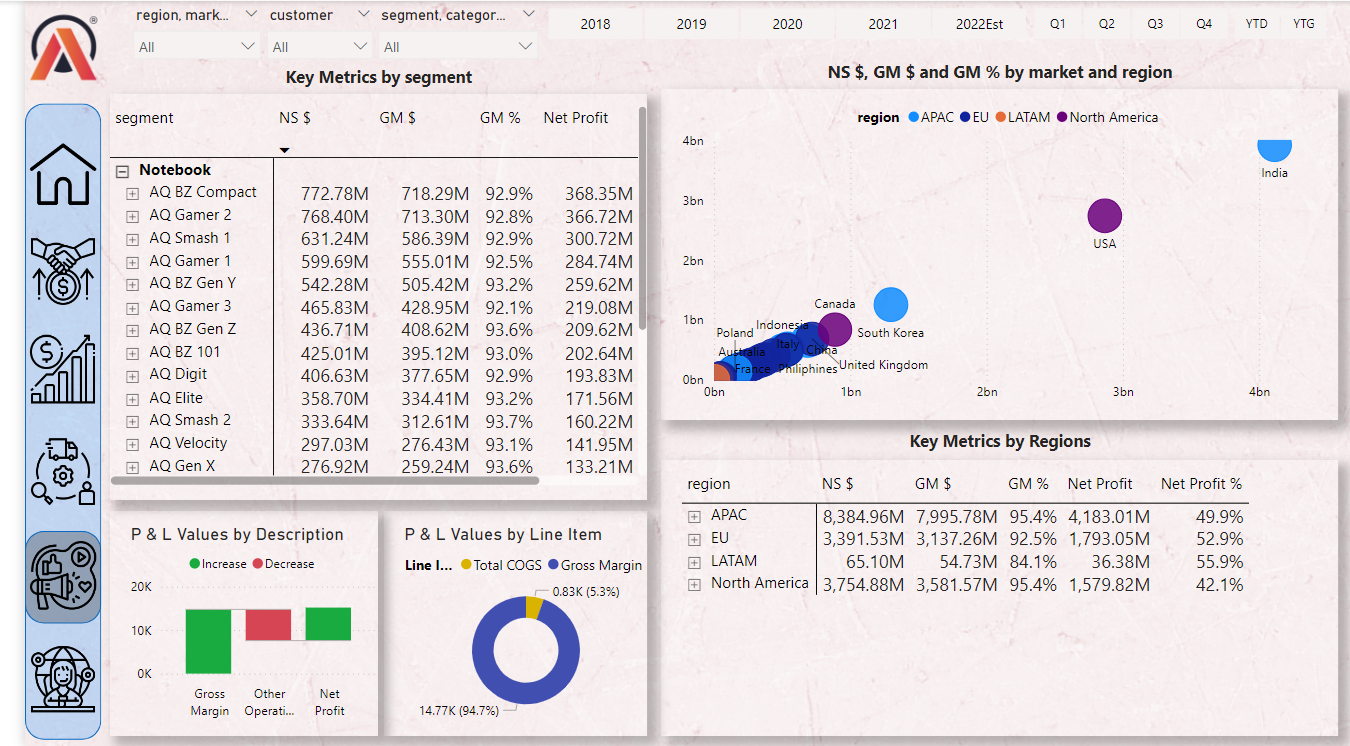 region, mark...
customer
segment, categor...
All
All
All
2018
2019
2020
2021
2022Est
Q1
Q2
Q3
Q4
YTD
YTG
Key Metrics by segment
segment NS $ GM $ GM % Net Profit
Notebook
AQ BZ Compact 772.78M 718.29M 92.9% 368.35M
AQ Gamer 2 768.40M 713.30M 92.8% 366.72M
AQ Smash 1 631.24M 586.39M 92.9% 300.72M
AQ Gamer 1 599.69M 555.01M 92.5% 284.74M
AQ BZ Gen Y 542.28M 505.42M 93.2% 259.62M
AQ Gamer 3 465.83M 428.95M 92.1% 219.08M
AQ BZ Gen Z 436.71M 408.62M 93.6% 209.62M
AQ BZ 101 425.01M 395.12M 93.0% 202.64M
AQ Digit 406.63M 377.65M 92.9% 193.83M
AQ Elite 358.70M 334.41M 93.2% 171.56M
AQ Smash 2 333.64M 312.61M 93.7% 160.22M
AQ Velocity 297.03M 276.43M 93.1% 141.95M
AQ Gen X 276.92M 259.24M 93.6% 133.21M
NS $, GM $ and GM % by market and region
region APAC EU LATAM North America
4bn
3bn
2bn
1bn
0bn
India
USA
Canada
South Korea
Indonesia
Poland
Italy
China
Australia
France
Philiphines
United Kingdom
0bn 1bn 2bn 3bn 4bn
P & L Values by Description
Increase Decrease
20K
10K
0K
Gross
Margin
Other
Operati...
Net
Profit
P & L Values by Line Item
Line I... Total COGS Gross Margin
0.83K (5.3%)
14.77K (94.7%)
Key Metrics by Regions
region NS $ GM $ GM % Net Profit Net Profit %
APAC 8,384.96M 7,995.78M 95.4% 4,183.01M 49.9%
EU 3,391.53M 3,137.26M 92.5% 1,793.05M 52.9%
LATAM 65.10M 54.73M 84.1% 36.38M 55.9%
North America 3,754.88M 3,581.57M 95.4% 1,579.82M 42.1%